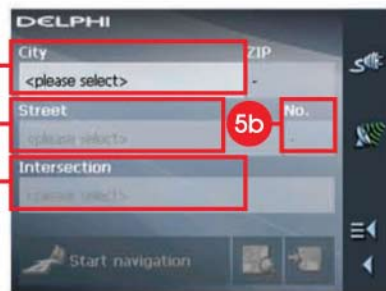 DELPHI
City ZIP
<please select> -
Street 5b No.
<please select> -
Intersection
<please select>
Start navigation